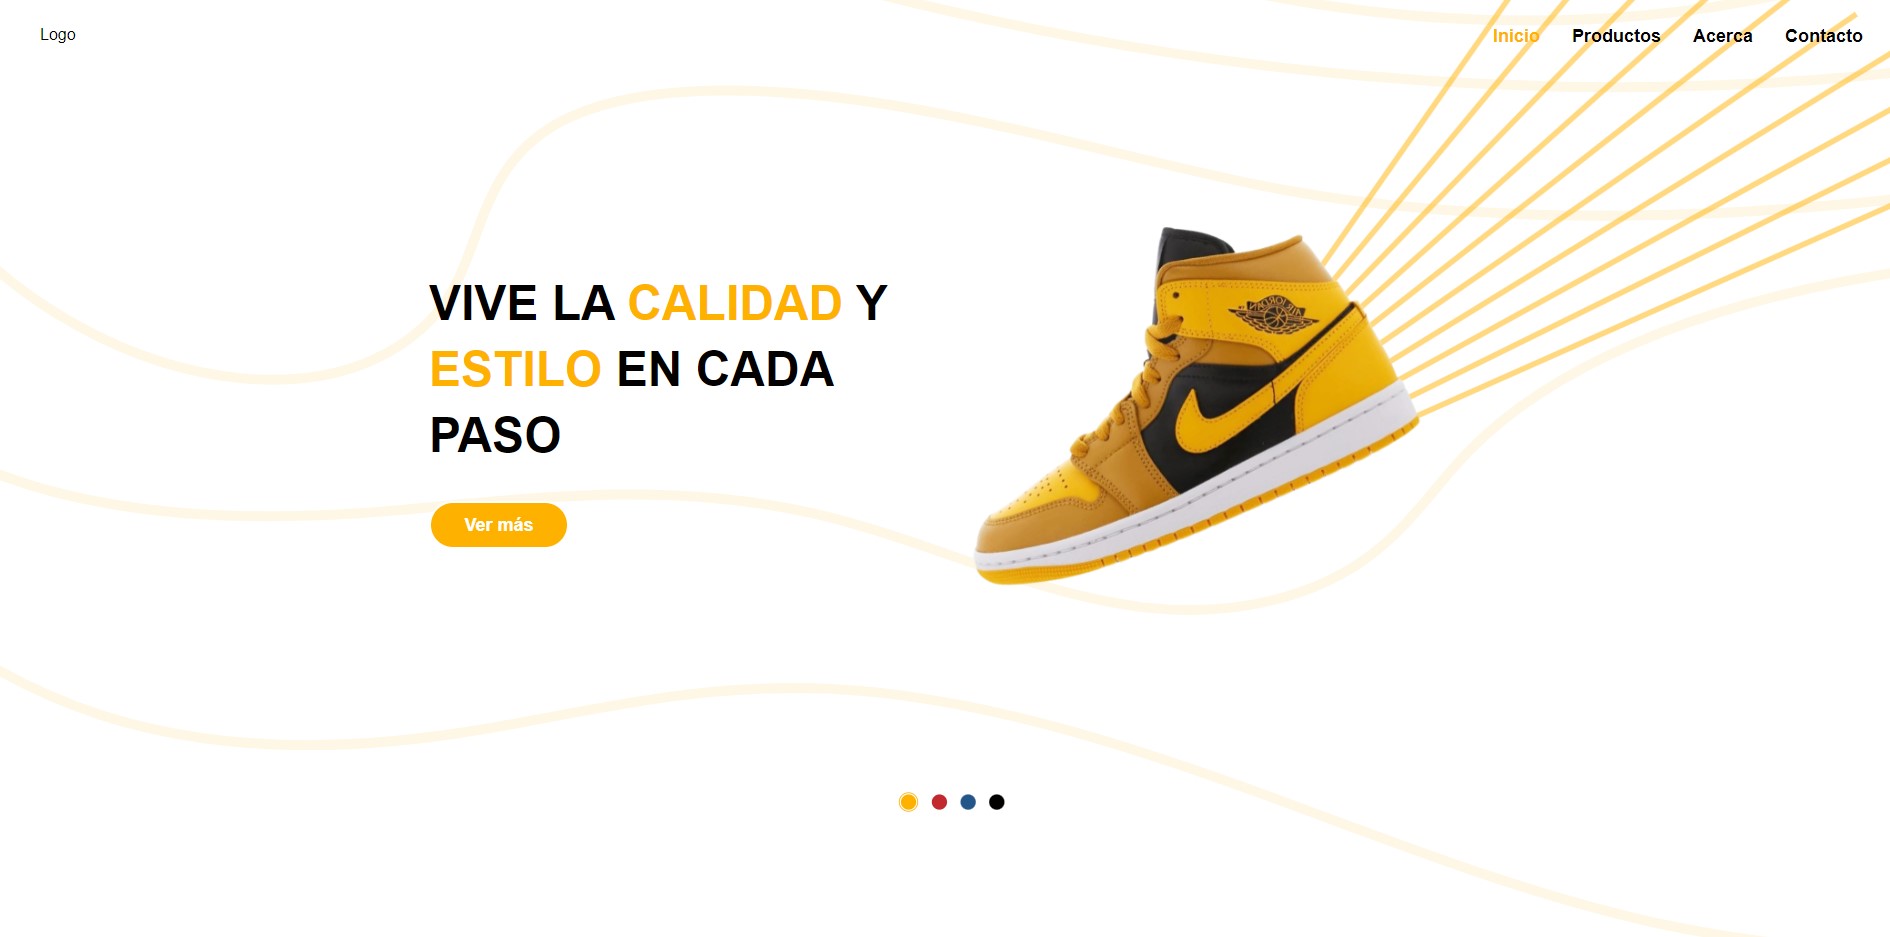 Logo
Inicio Productos Acerca Contacto
VIVE LA CALIDAD Y
ESTILO EN CADA
PASO
Ver más